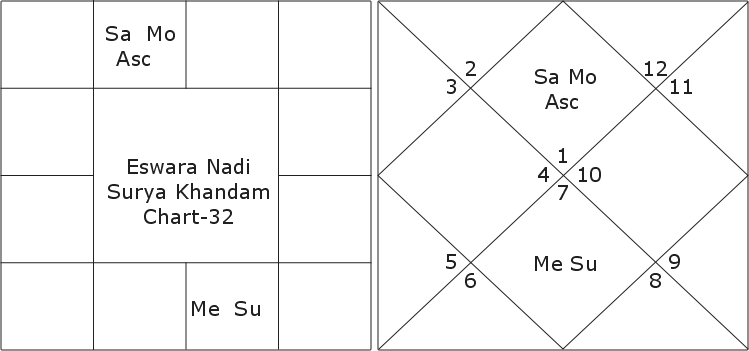 Sa Mo
Asc
Eswara Nadi
Surya Khandam
Chart-32
Me Su
2
3
Sa Mo
Asc
12
11
1
4
10
7
5
6
Me Su
9
8